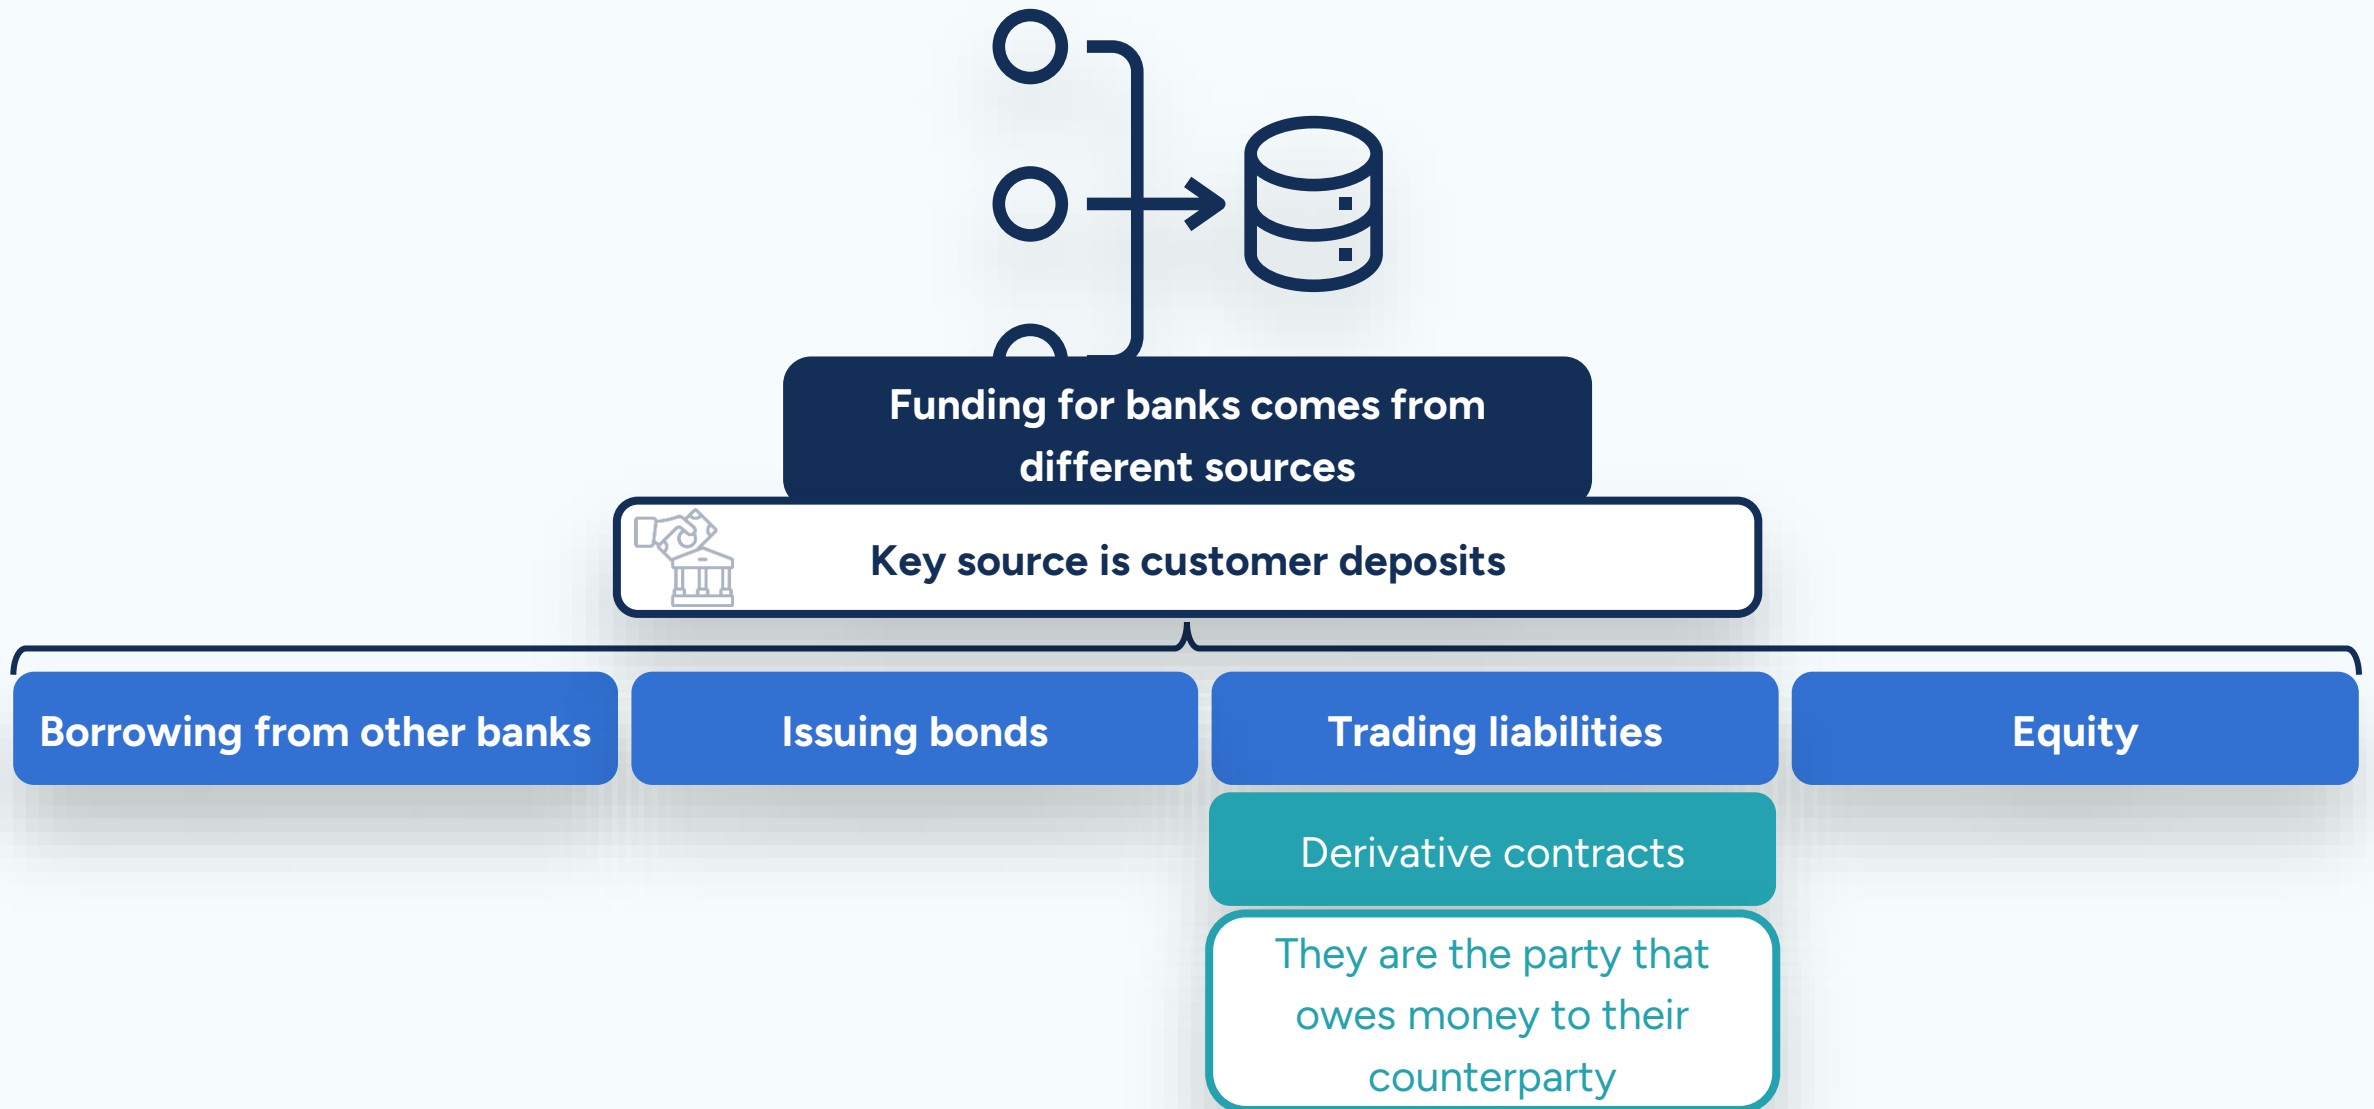 Funding for banks comes from
different sources
Key source is customer deposits
Borrowing from other banks
Issuing bonds
Trading liabilities
Equity
Derivative contracts
They are the party that
owes money to their
counterparty